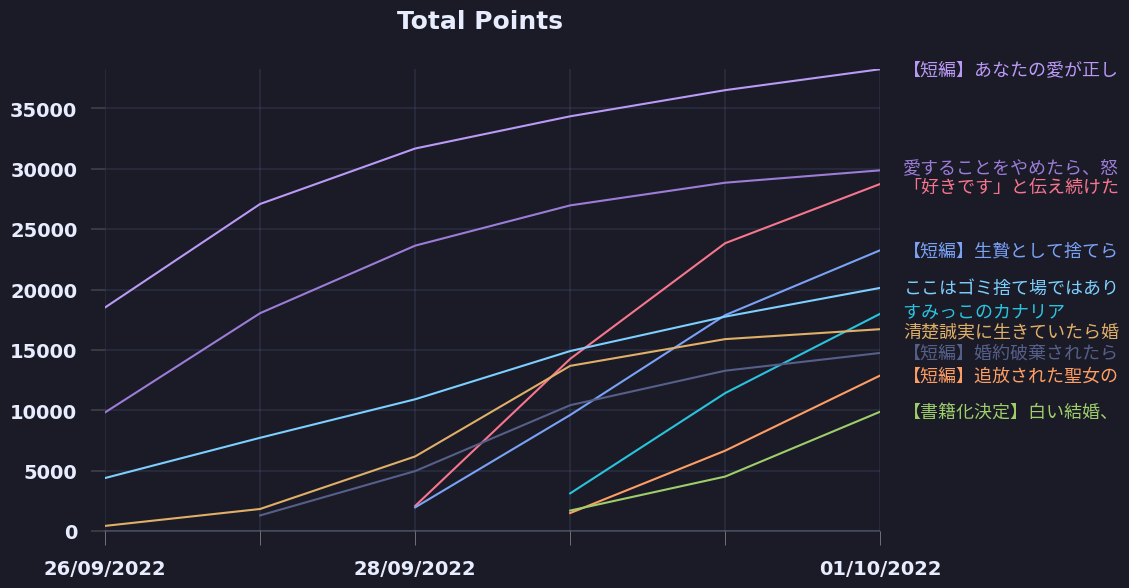 Total Points
35000
30000
25000
20000
15000
10000
5000
0
26/09/2022
28/09/2022
01/10/2022
【短編】あなたの愛が正し
愛することをやめたら、怒
「好きです」と伝え続けた
【短編】生贄として捨てら
ここはゴミ捨て場ではあり
すみっこのカナリア
清楚誠実に生きていたら婚
【短編】婚約破棄されたら
【短編】追放された聖女の
【書籍化決定】白い結婚、